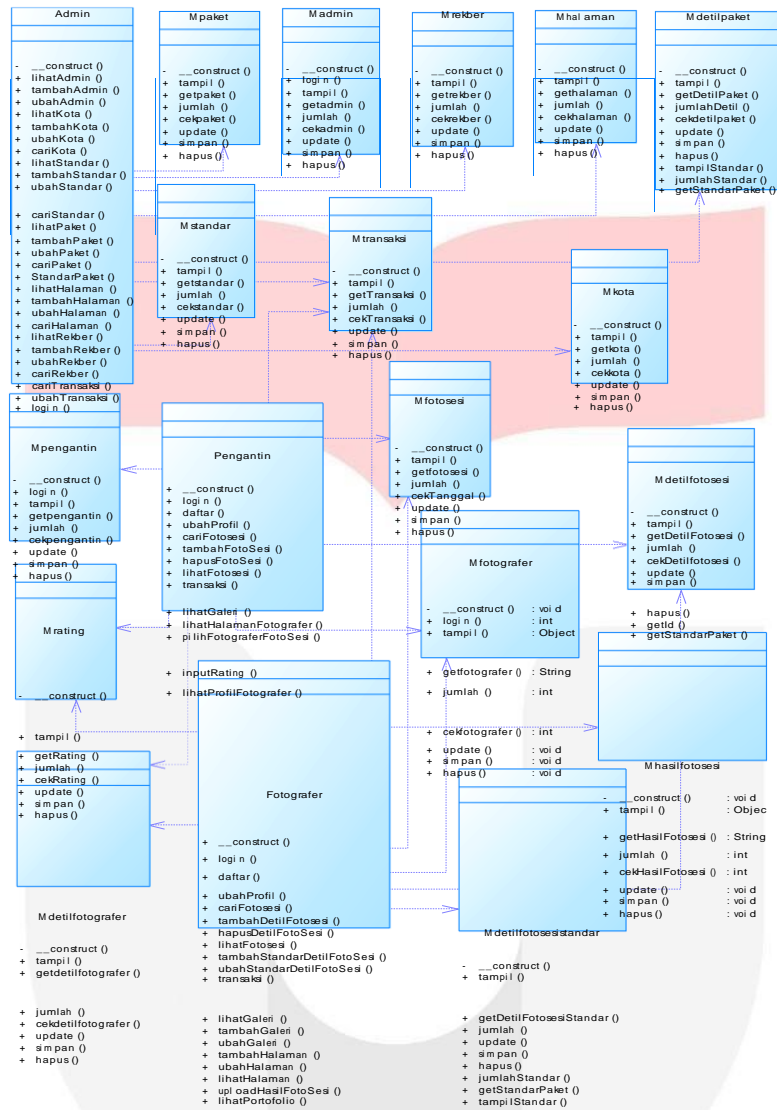 Admin
- __construct ()
+ lihatAdmin ()
+ tambahAdmin ()
+ ubahAdmin ()
+ lihatKota ()
+ tambahKota ()
+ ubahKota ()
+ cariKota ()
+ lihatStandar ()
+ tambahStandar ()
+ ubahStandar ()
+ cariStandar ()
+ lihatPaket ()
+ tambahPaket ()
+ ubahPaket ()
+ cariPaket ()
+ StandarPaket ()
+ lihatHalaman ()
+ tambahHalaman ()
+ ubahHalaman ()
+ cariHalaman ()
+ lihatRekber ()
+ tambahRekber ()
+ ubahRekber ()
+ cariRekber ()
+ cariTransaksi ()
+ ubahTransaksi ()
+ login ()
Mpaket
- __construct ()
+ tampil ()
+ getpaket ()
+ jumlah ()
+ cekpaket ()
+ update ()
+ simpan ()
+ hapus ()
Madmin
- __construct ()
+ login ()
+ tampil ()
+ getadmin ()
+ jumlah ()
+ cekadmin ()
+ update ()
+ simpan ()
+ hapus ()
Mrekber
- __construct ()
+ tampil ()
+ getrekber ()
+ jumlah ()
+ cekrekber ()
+ update ()
+ simpan ()
+ hapus ()
Mhalaman
- __construct ()
+ tampil ()
+ gethalaman ()
+ jumlah ()
+ cekhalaman ()
+ update ()
+ simpan ()
+ hapus ()
Mdetilpaket
- __construct ()
+ tampil ()
+ getDetilPaket ()
+ jumlahDetil ()
+ cekdetilpaket ()
+ update ()
+ simpan ()
+ hapus ()
+ tampilStandar ()
+ jumlahStandar ()
+ getStandarPaket ()
Mstandar
- __construct ()
+ tampil ()
+ getstandar ()
+ jumlah ()
+ cekstandar ()
+ update ()
+ simpan ()
+ hapus ()
Mtransaksi
- __construct ()
+ tampil ()
+ getTransaksi ()
+ jumlah ()
+ cekTransaksi ()
+ update ()
+ simpan ()
+ hapus ()
Mkota
- __construct ()
+ tampil ()
+ getkota ()
+ jumlah ()
+ cekkota ()
+ update ()
+ simpan ()
+ hapus ()
Mpengantin
- __construct ()
+ login ()
+ tampil ()
+ getpengantin ()
+ jumlah ()
+ cekpengantin ()
+ update ()
+ simpan ()
+ hapus ()
Pengantin
+ __construct ()
+ login ()
+ daftar ()
+ ubahProfil ()
+ cariFotosesi ()
+ tambahFotoSesi ()
+ hapusFotoSesi ()
+ lihatFotosesi ()
+ transaksi ()
+ lihatGaleri ()
+ lihatHalamanFotografer ()
+ pilihFotograferFotoSesi ()
+ inputRating ()
+ lihatProfilFotografer ()
Mfotosesi
- __construct ()
+ tampil ()
+ getfotosesi ()
+ jumlah ()
+ cekTanggal ()
+ update ()
+ simpan ()
+ hapus ()
Mdetilfotosesi
- __construct ()
+ tampil ()
+ getDetilFotosesi ()
+ jumlah ()
+ cekDetilfotosesi ()
+ update ()
+ simpan ()
+ hapus ()
+ getId ()
+ getStandarPaket ()
Mfotografer
- __construct () : void
+ login () : int
+ tampil () : Object
+ getfotografer () : String
+ jumlah () : int
+ cekfotografer () : int
+ update () : void
+ simpan () : void
+ hapus () : void
Mrating
- __construct ()
+ tampil ()
+ getRating ()
+ jumlah ()
+ cekRating ()
+ update ()
+ simpan ()
+ hapus ()
Fotografer
+ __construct ()
+ login ()
+ daftar ()
+ ubahProfil ()
+ cariFotosesi ()
+ tambahDetilFotosesi ()
+ hapusDetilFotoSesi ()
+ lihatFotosesi ()
+ tambahStandarDetilFotoSesi ()
+ ubahStandarDetilFotoSesi ()
+ transaksi ()
+ lihatGaleri ()
+ tambahGaleri ()
+ ubahGaleri ()
+ tambahHalaman ()
+ ubahHalaman ()
+ lihatHalaman ()
+ uploadHasilFotoSesi ()
+ lihatPortofolio ()
Mhasilfotosesi
- __construct () : void
+ tampil () : Objec
+ getHasilFotosesi () : String
+ jumlah () : int
+ cekHasilFotosesi () : int
+ update () : void
+ simpan () : void
+ hapus () : void
Mdetilfotografer
- __construct ()
+ tampil ()
+ getdetilfotografer
+ jumlah ()
+ cekdetilfotografer ()
+ update ()
+ simpan ()
+ hapus ()
Mdetilfotosesistandar
- __construct ()
+ tampil ()
+ getDetilFotosesiStandar ()
+ jumlah ()
+ update ()
+ simpan ()
+ hapus ()
+ jumlahStandar ()
+ getStandarPaket ()
+ tampilStandar ()